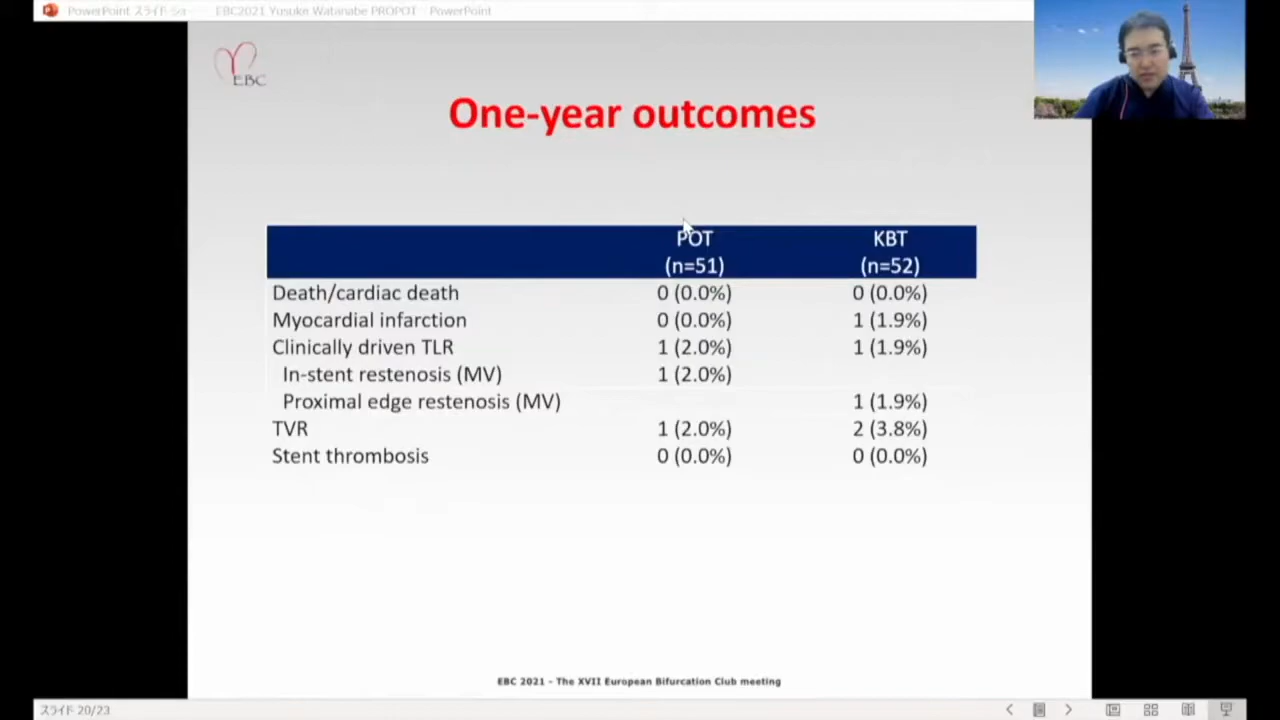 PowerPoint スライド ショ
EBC2021 Yusuke Watanabe PROPOT - PowerPoint
EBC
One-year outcomes
POT KBT
(n=51) (n=52)
Death/cardiac death 0 (0.0%) 0 (0.0%)
Myocardial infarction 0 (0.0%) 1 (1.9%)
Clinically driven TLR 1 (2.0%) 1 (1.9%)
In-stent restenosis (MV) 1 (2.0%)
Proximal edge restenosis (MV) 1 (1.9%)
TVR 1 (2.0%) 2 (3.8%)
Stent thrombosis 0 (0.0%) 0 (0.0%)
EBC 2021 - The XVII European Bifurcation Club meeting
スライド 20/23